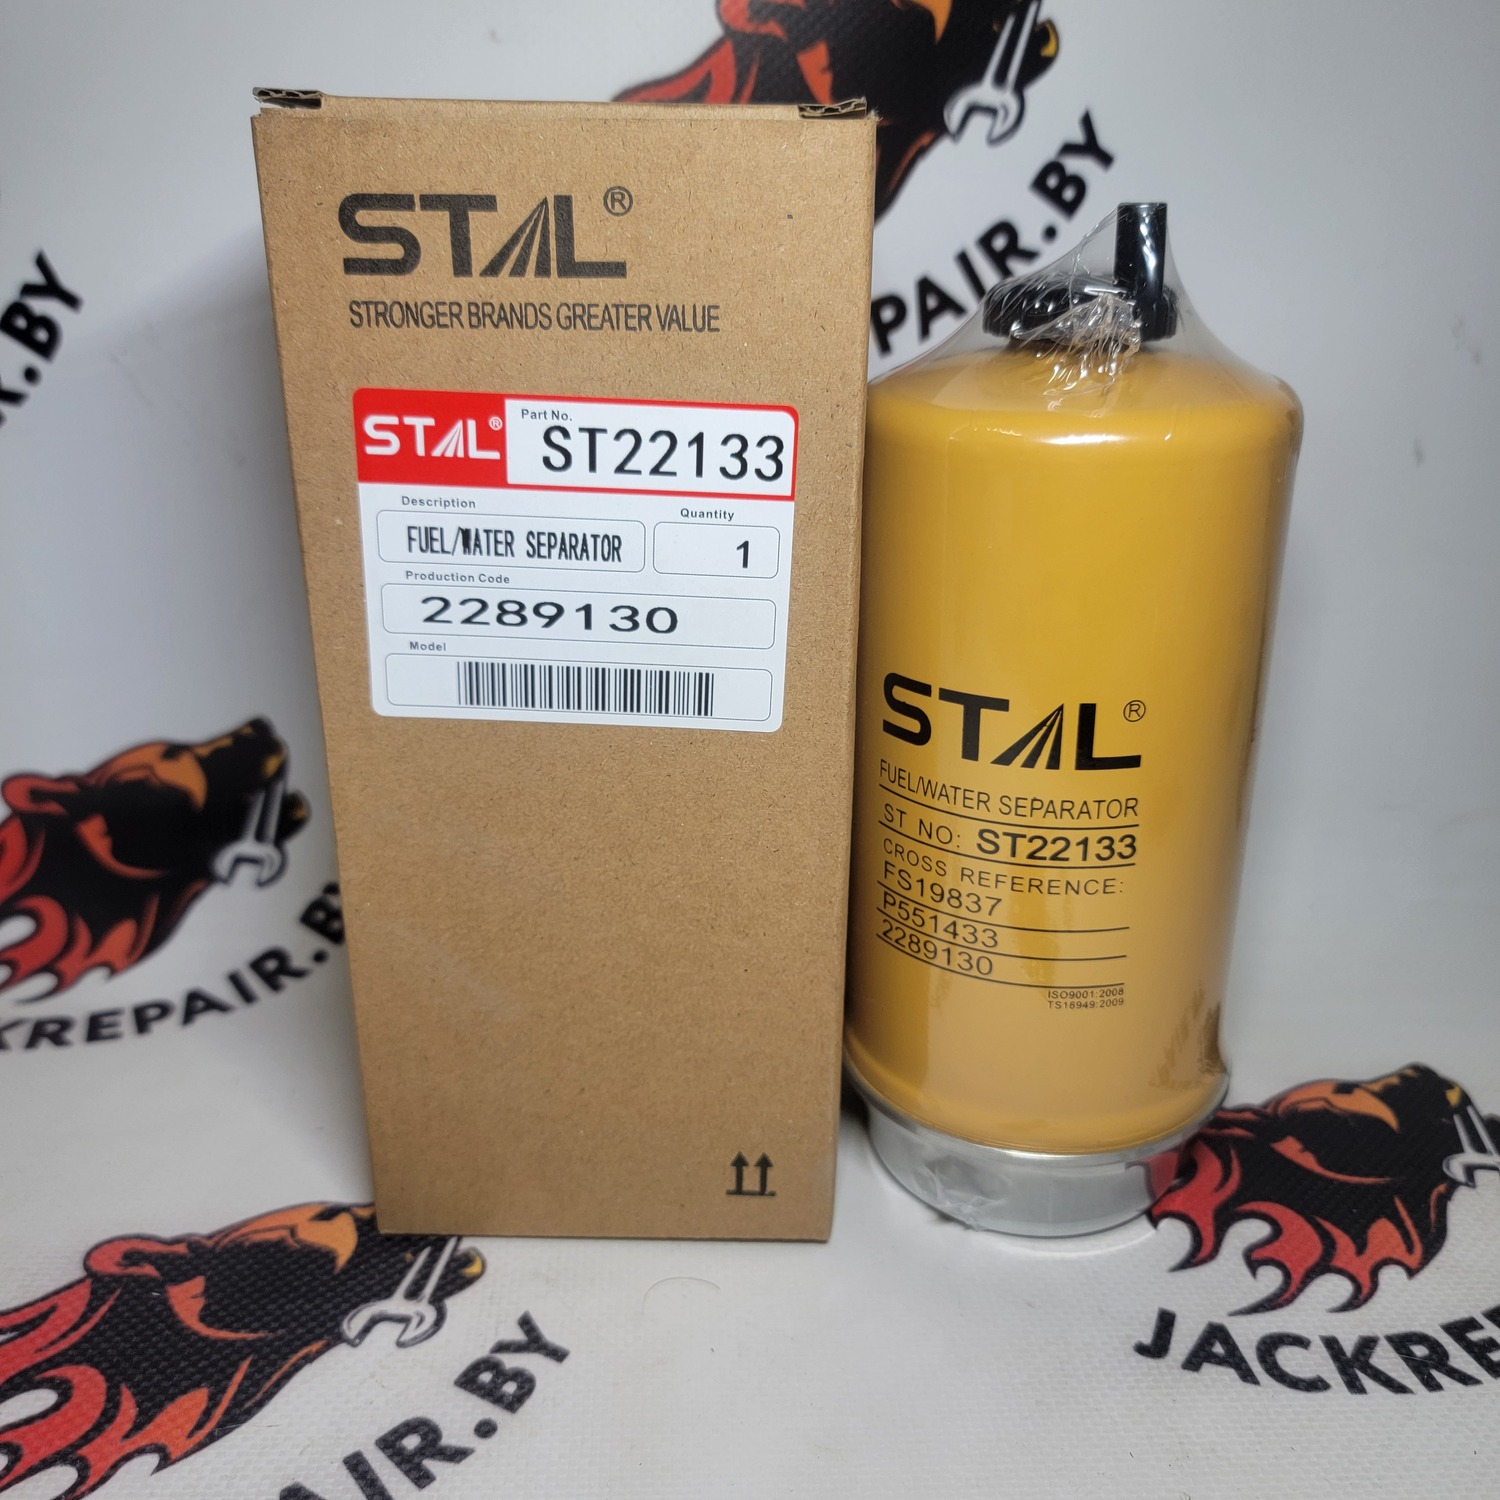 STAL®
STRONGER BRANDS GREATER VALUE
STAL®
Part No.
ST22133
Description
Quantity
FUEL/WATER SEPARATOR
1
Production Code
2289130
Model
STAL®
FUEL/WATER SEPARATOR
ST NO: ST22133
CROSS REFERENCE:
FS19837
P551433
2289130
ISO9001:2008
TS16949:2009
PAIR.BY
R.BY
KREPAIR.BY
AIR.BY
JACKRE